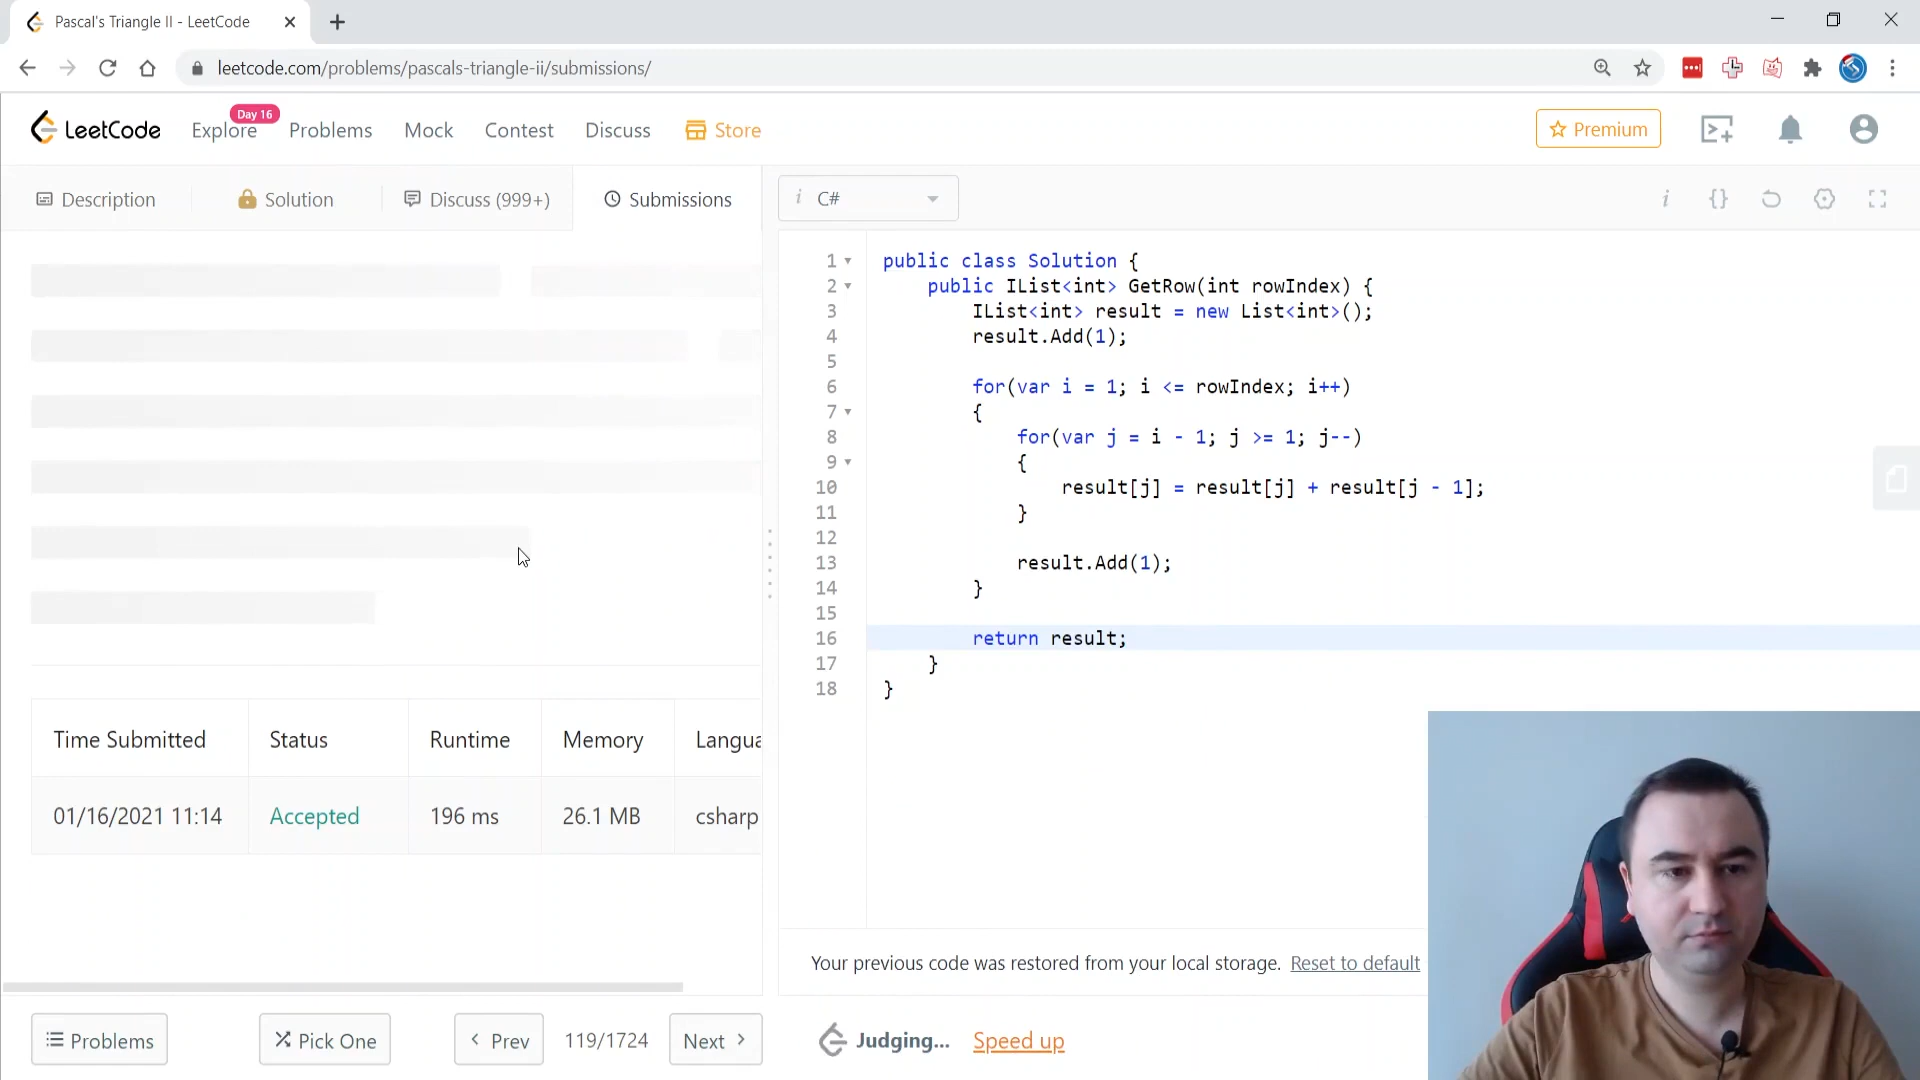 Pascal's Triangle II - LeetCode
leetcode.com/problems/pascals-triangle-ii/submissions/
LeetCode
Explore
Day 16
Problems
Mock
Contest
Discuss
Store
Premium
Description
Solution
Discuss (999+)
Submissions
i C#
i {}
1 public class Solution {
2 public IList<int> GetRow(int rowIndex) {
3 IList<int> result = new List<int>();
4 result.Add(1);
5
6 for(var i = 1; i <= rowIndex; i++)
7 {
8 for(var j = i - 1; j >= 1; j--)
9 {
10 result[j] = result[j] + result[j - 1];
11 }
12
13 result.Add(1);
14 }
15
16 return result;
17 }
18 }
Time Submitted Status Runtime Memory Langua
01/16/2021 11:14 Accepted 196 ms 26.1 MB csharp
Your previous code was restored from your local storage. Reset to default
Problems
Pick One
Prev
119/1724
Next
Judging...
Speed up